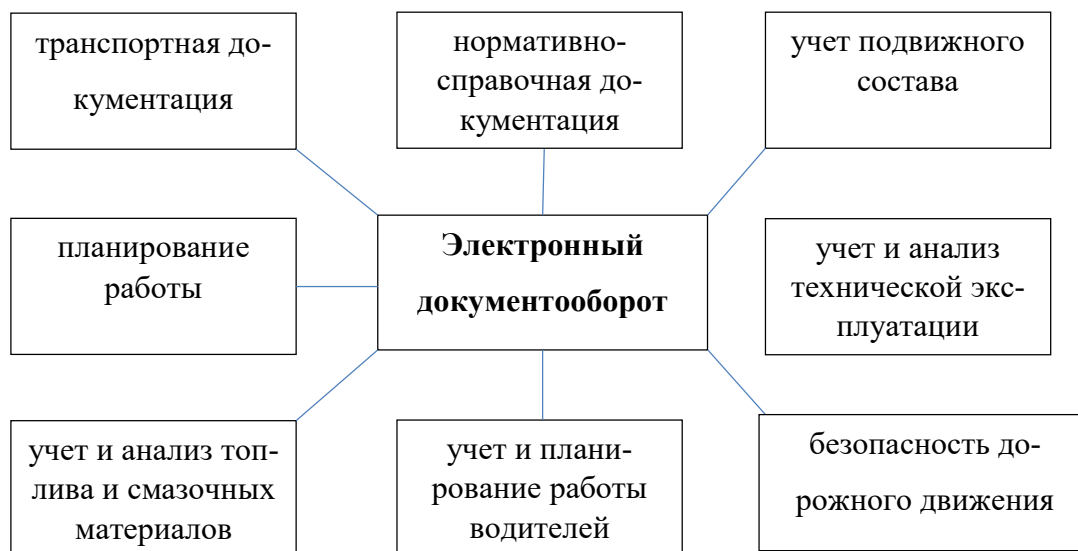 транспортная до-
кументация
нормативно-
справочная до-
кументация
учет подвижного
состава
планирование
работы
Электронный
документооборот
учет и анализ
технической экс-
плуатации
учет и анализ топ-
лива и смазочных
материалов
учет и плани-
рование работы
водителей
безопасность до-
рожного движения